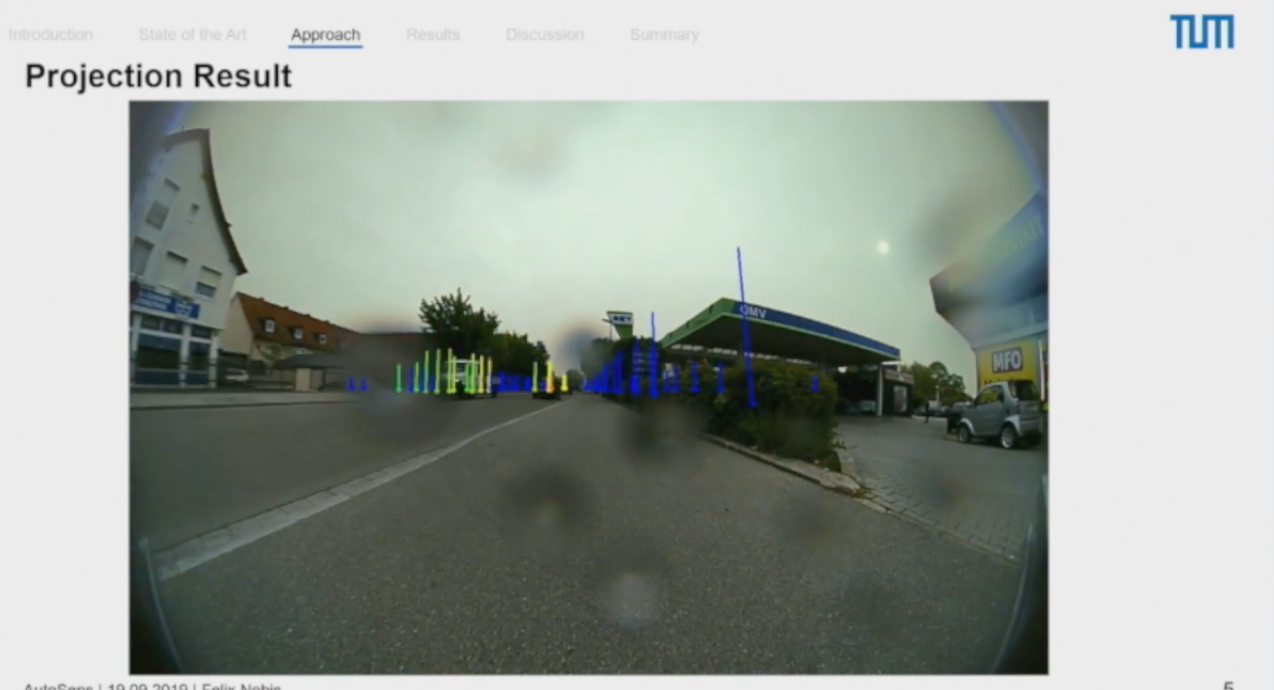 Introduction State of the Art Approach Results Discussion Summary
TUM
Projection Result
OMV
MFO
AutoSens | 19.09.2019 | Felix Nobis
5